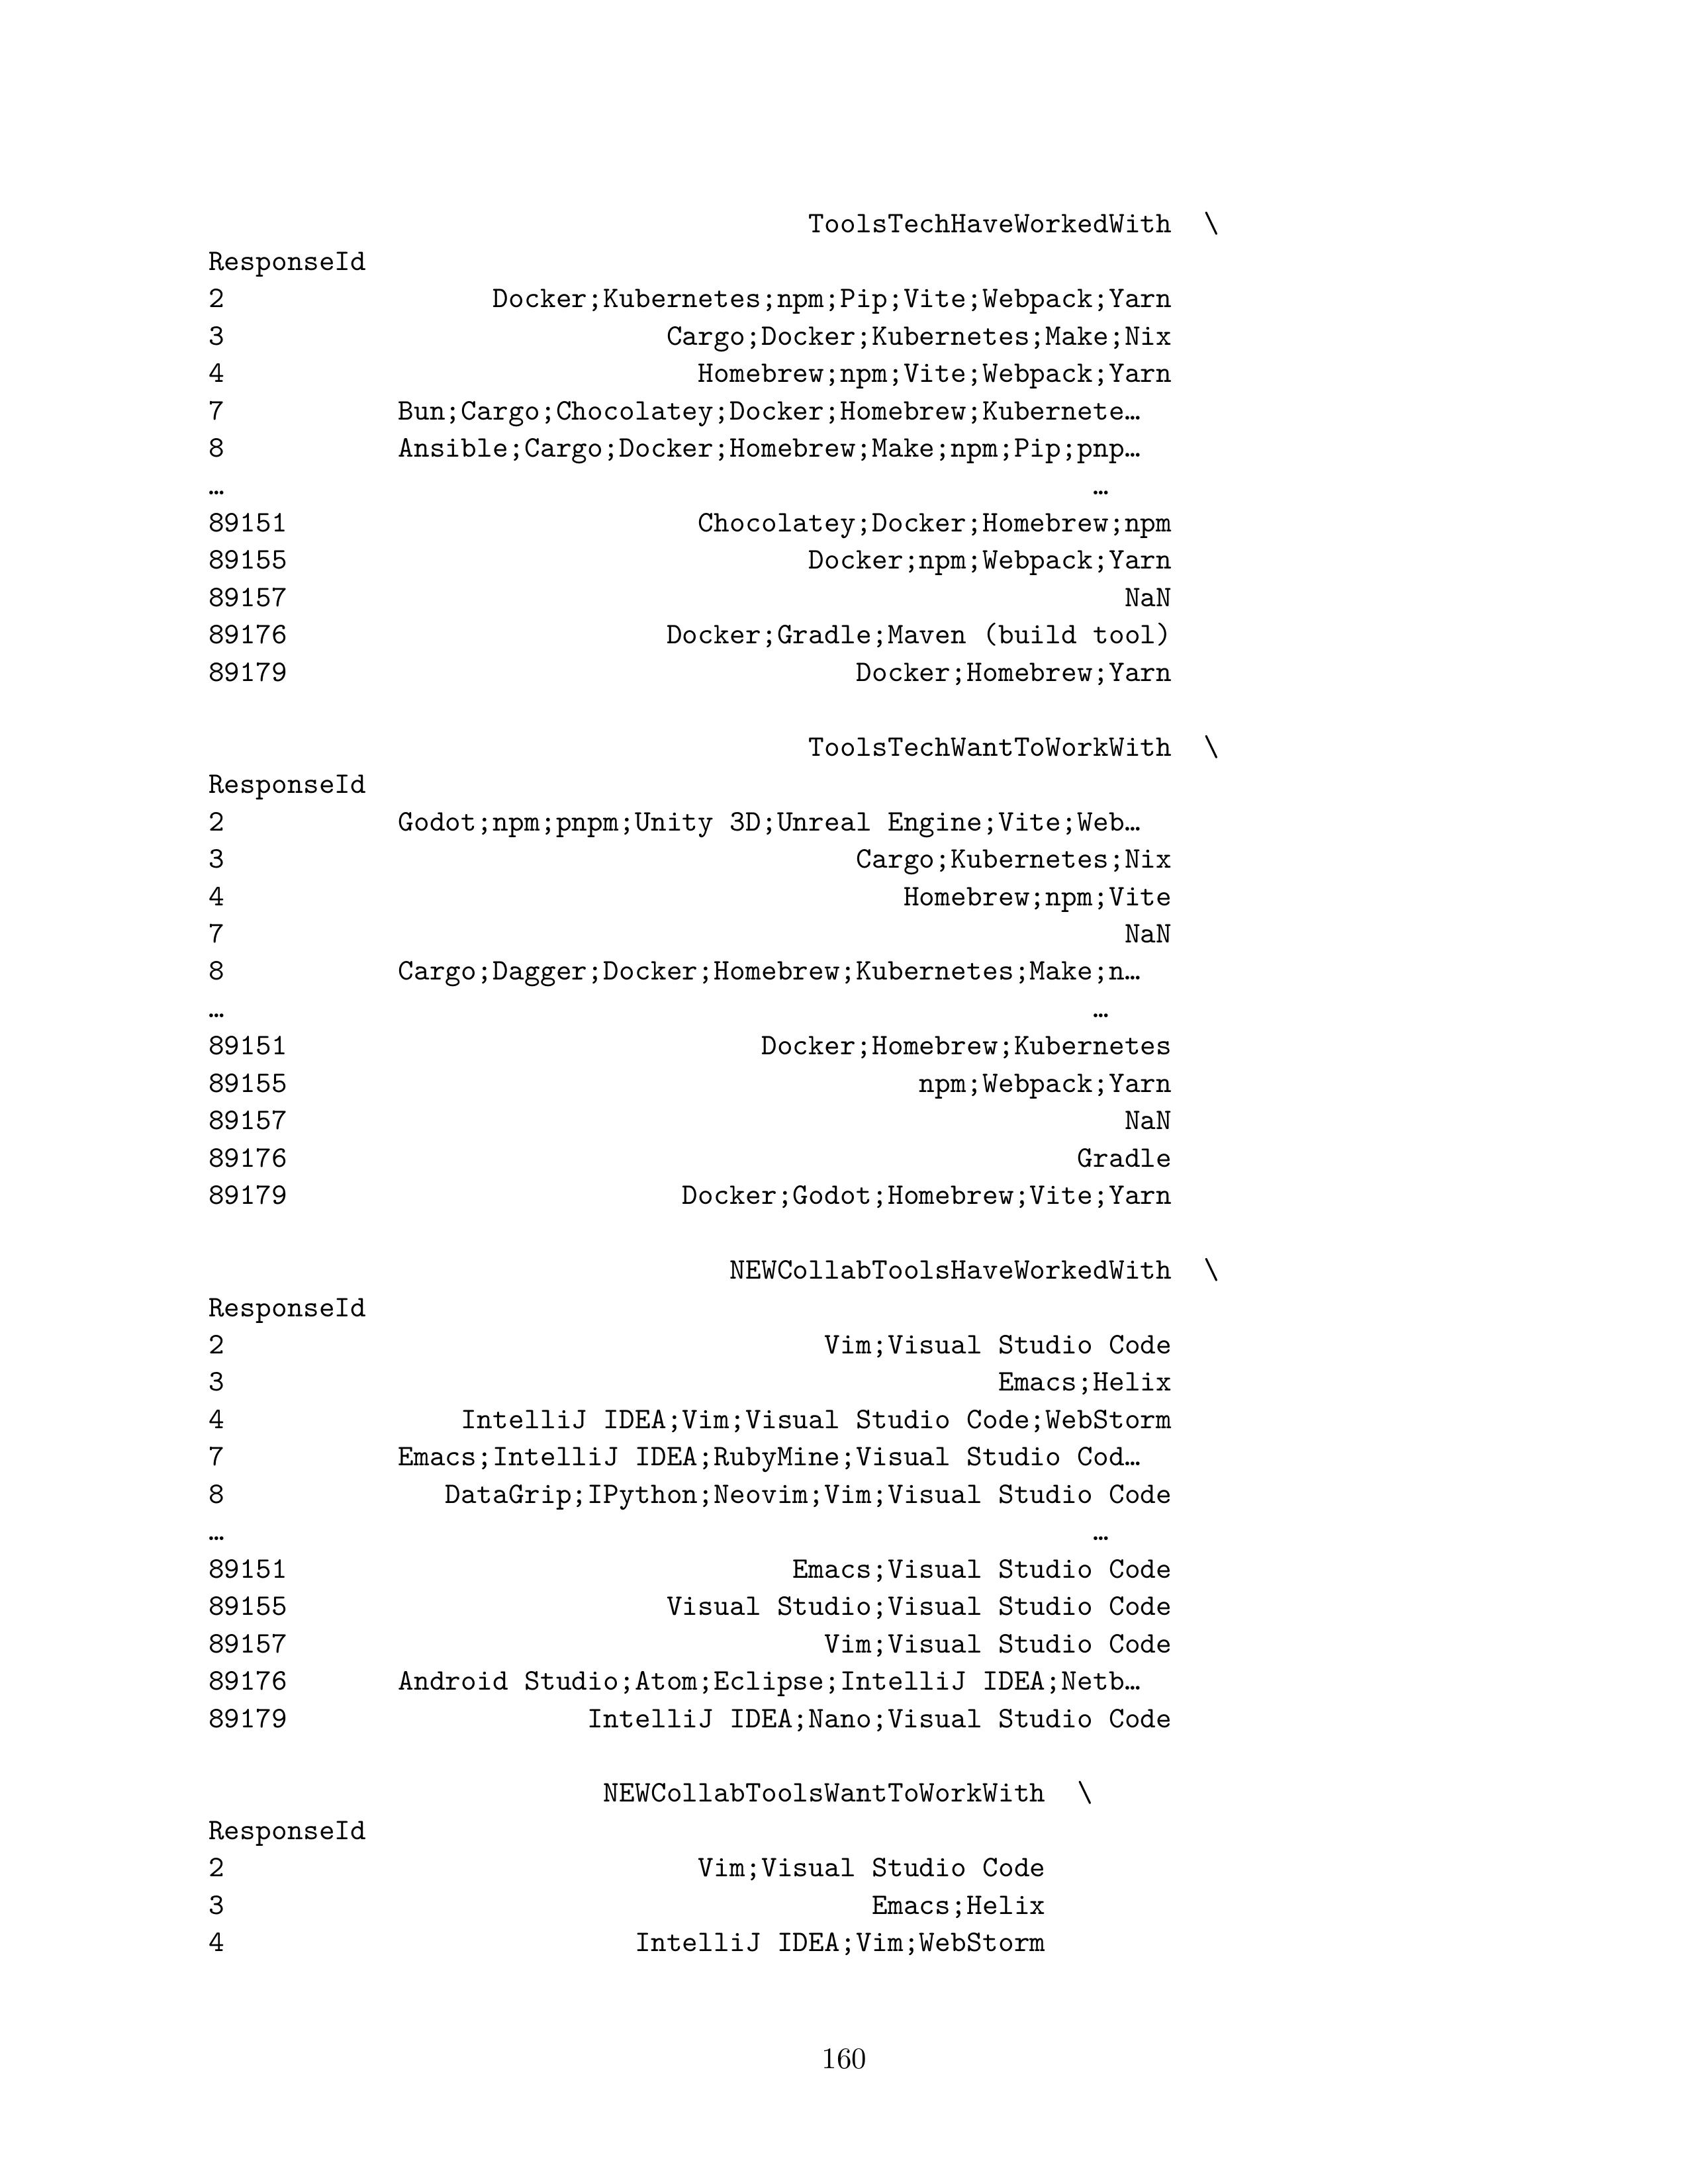 ToolsTechHaveWorkedWith \
ResponseId
2 Docker;Kubernetes;npm;Pip;Vite;Webpack;Yarn
3 Cargo;Docker;Kubernetes;Make;Nix
4 Homebrew;npm;Vite;Webpack;Yarn
7 Bun;Cargo;Chocolatey;Docker;Homebrew;Kubernete…
8 Ansible;Cargo;Docker;Homebrew;Make;npm;Pip;pnp…
… …
89151 Chocolatey;Docker;Homebrew;npm
89155 Docker;npm;Webpack;Yarn
89157 NaN
89176 Docker;Gradle;Maven (build tool)
89179 Docker;Homebrew;Yarn
ToolsTechWantToWorkWith \
ResponseId
2 Godot;npm;pnpm;Unity 3D;Unreal Engine;Vite;Web…
3 Cargo;Kubernetes;Nix
4 Homebrew;npm;Vite
7 NaN
8 Cargo;Dagger;Docker;Homebrew;Kubernetes;Make;n…
… …
89151 Docker;Homebrew;Kubernetes
89155 npm;Webpack;Yarn
89157 NaN
89176 Gradle
89179 Docker;Godot;Homebrew;Vite;Yarn
NEWCollabToolsHaveWorkedWith \
ResponseId
2 Vim;Visual Studio Code
3 Emacs;Helix
4 IntelliJ IDEA;Vim;Visual Studio Code;WebStorm
7 Emacs;IntelliJ IDEA;RubyMine;Visual Studio Cod…
8 DataGrip;IPython;Neovim;Vim;Visual Studio Code
… …
89151 Emacs;Visual Studio Code
89155 Visual Studio;Visual Studio Code
89157 Vim;Visual Studio Code
89176 Android Studio;Atom;Eclipse;IntelliJ IDEA;Netb…
89179 IntelliJ IDEA;Nano;Visual Studio Code
NEWCollabToolsWantToWorkWith \
ResponseId
2 Vim;Visual Studio Code
3 Emacs;Helix
4 IntelliJ IDEA;Vim;WebStorm
160